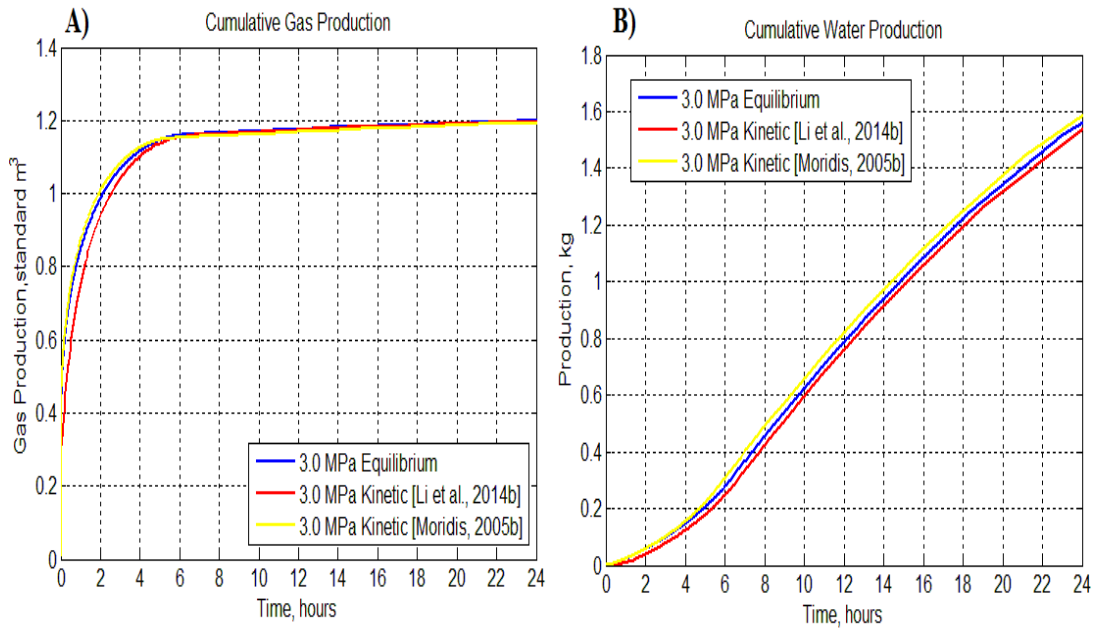 A)
Cumulative Gas Production
1.4
1.2
1
0.8
0.6
0.4
0.2
0
Gas Production,standard m³
3.0 MPa Equilibrium
3.0 MPa Kinetic [Li et al., 2014b]
3.0 MPa Kinetic [Moridis, 2005b]
0 2 4 6 8 10 12 14 16 18 20 22 24
Time, hours
B)
Cumulative Water Production
1.8
1.6
1.4
1.2
1
0.8
0.6
0.4
0.2
0
Production, kg
3.0 MPa Equilibrium
3.0 MPa Kinetic [Li et al., 2014b]
3.0 MPa Kinetic [Moridis, 2005b]
0 2 4 6 8 10 12 14 16 18 20 22 24
Time, hours